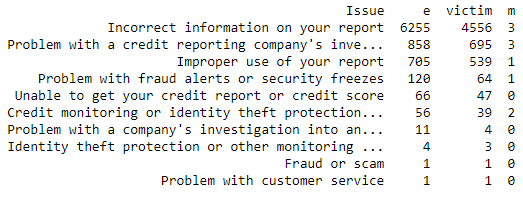 Issue e victim m
Incorrect information on your report 6255 4556 3
Problem with a credit reporting company's inve... 858 695 3
Improper use of your report 705 539 1
Problem with fraud alerts or security freezes 120 64 1
Unable to get your credit report or credit score 66 47 0
Credit monitoring or identity theft protection... 56 39 2
Problem with a company's investigation into an... 11 4 0
Identity theft protection or other monitoring ... 4 3 0
Fraud or scam 1 1 0
Problem with customer service 1 1 0